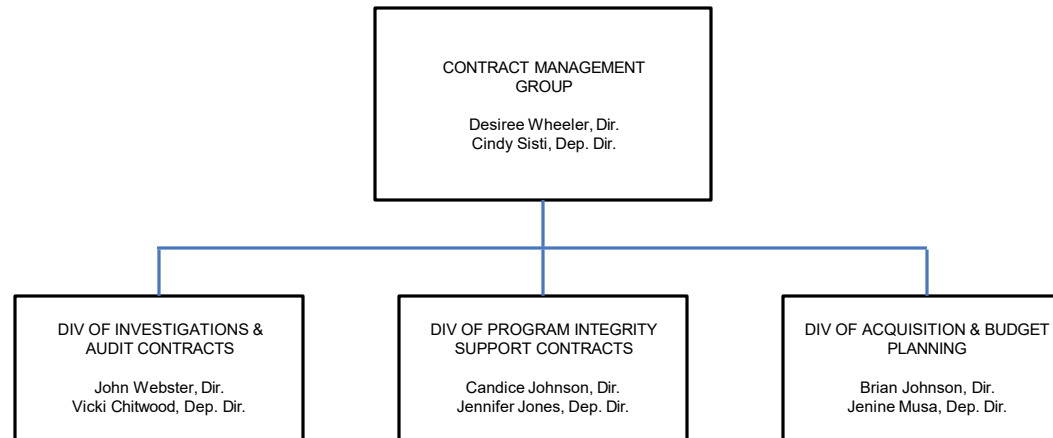 CONTRACT MANAGEMENT
GROUP
Desiree Wheeler, Dir.
Cindy Sisti, Dep. Dir.
DIV OF INVESTIGATIONS &
AUDIT CONTRACTS
John Webster, Dir.
Vicki Chitwood, Dep. Dir.
DIV OF PROGRAM INTEGRITY
SUPPORT CONTRACTS
Candice Johnson, Dir.
Jennifer Jones, Dep. Dir.
DIV OF ACQUISITION & BUDGET
PLANNING
Brian Johnson, Dir.
Jenine Musa, Dep. Dir.